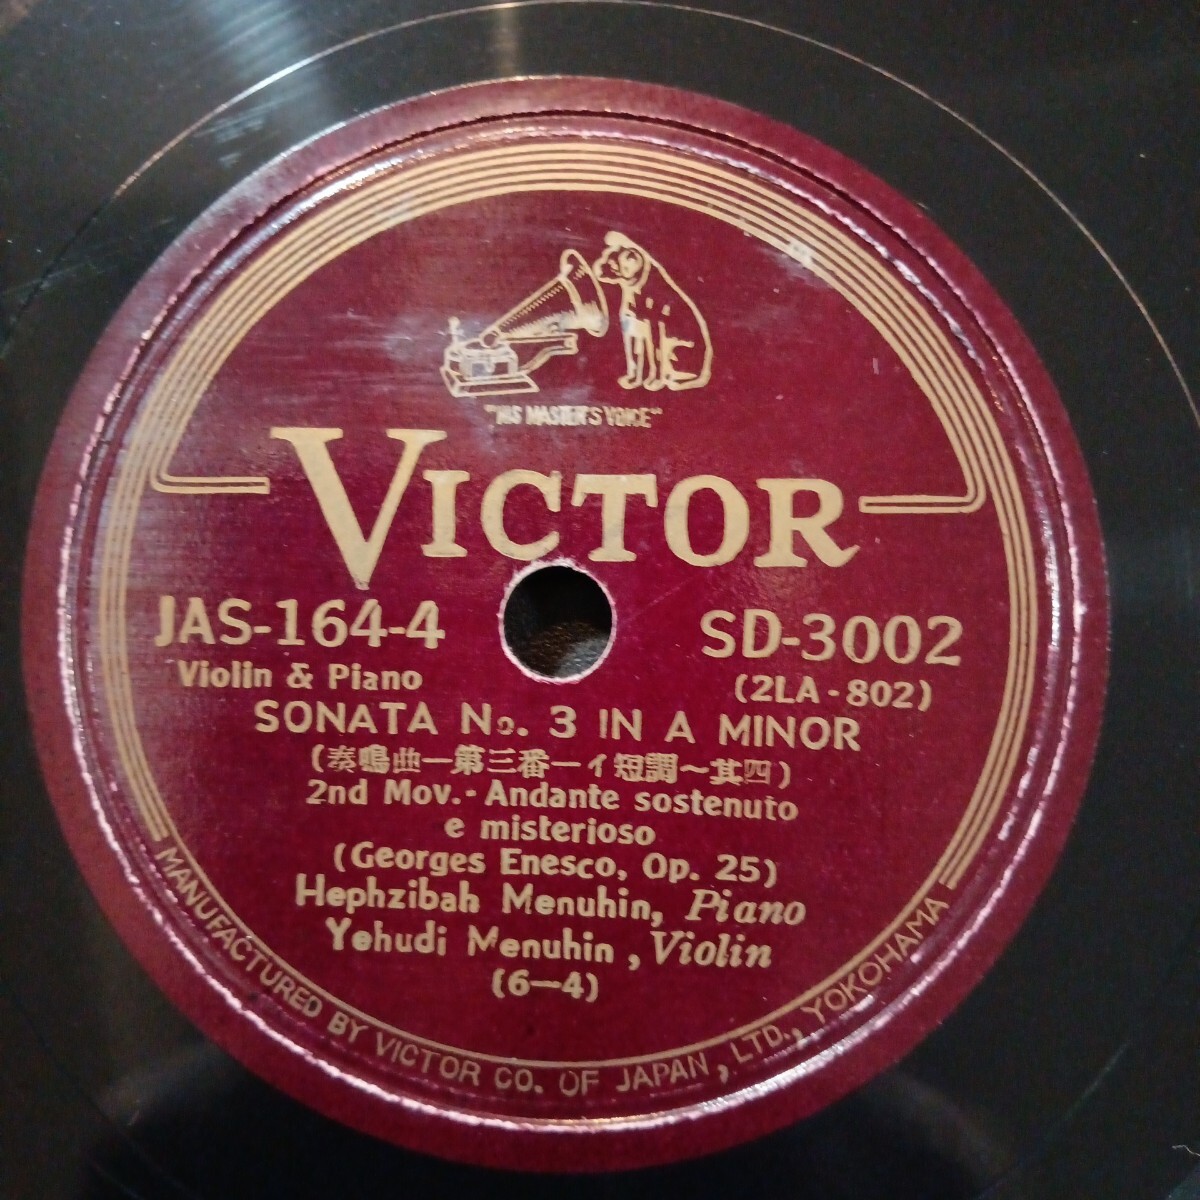 "HIS MASTER'S VOICE"
VICTOR
JAS-164-4
SD-3002
Violin & Piano
(2LA-802)
SONATA No. 3 IN A MINOR
(奏鳴曲—第三番—イ短調〜其四)
2nd Mov.-Andante sostenuto
e misterioso
(Georges Enesco, Op. 25)
Hephzibah Menuhin, Piano
Yehudi Menuhin, Violin
(6—4)
MANUFACTURED BY VICTOR CO. OF JAPAN, LTD., YOKOHAMA